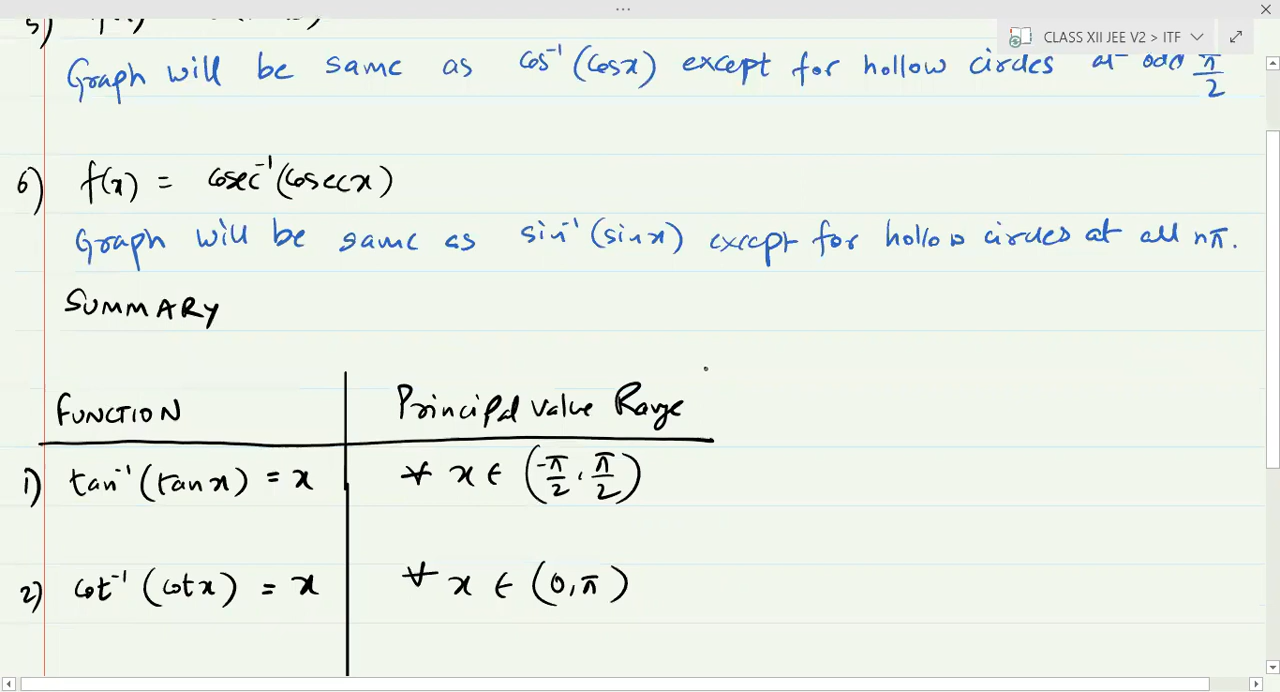 CLASS XII JEE V2 > ITF
5)
Graph will be same as cos⁻¹(cosx) except for hollow circles at odd π/2
6) f(x) = cosec⁻¹(cosecx)
Graph will be same as sin⁻¹(sinx) except for hollow circles at all nπ.
SUMMARY
FUNCTION Principal value Range
1) tan⁻¹(tanx) = x ∀ x ∈ (-π/2, π/2)
2) cot⁻¹(cotx) = x ∀ x ∈ (0,π)